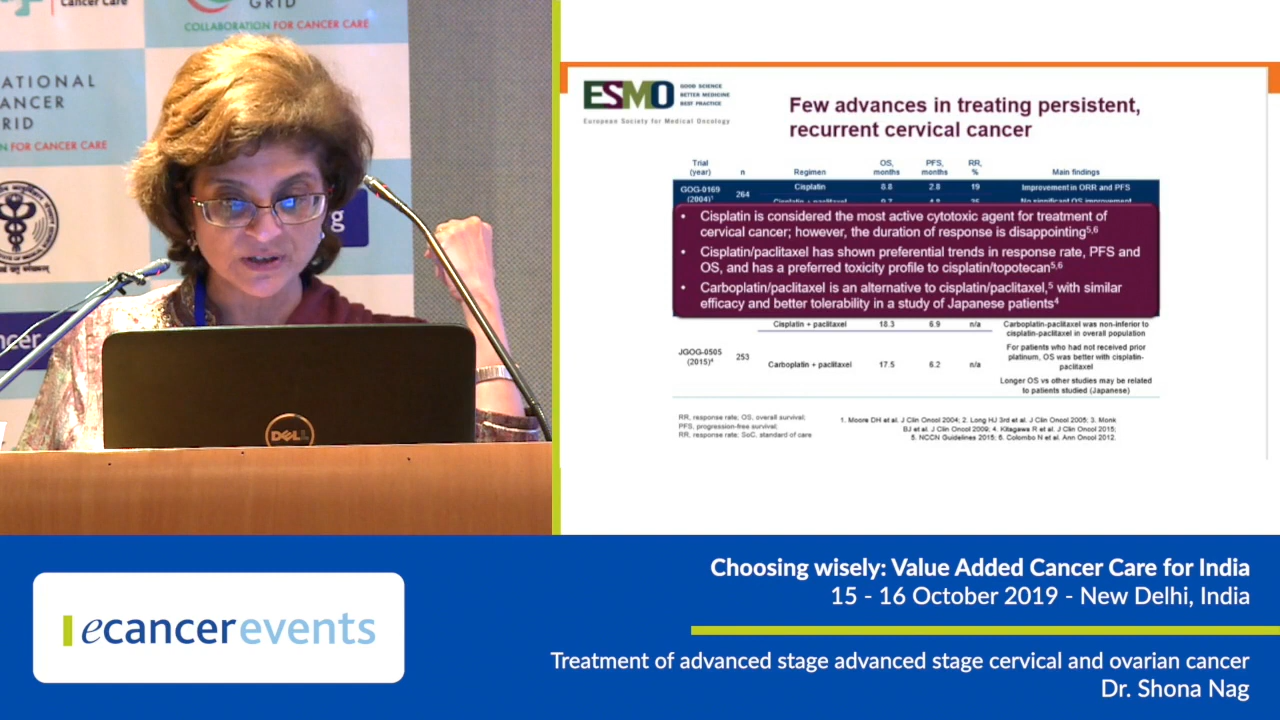 Cancer Care
GRID
COLLABORATION FOR CANCER CARE
ATIONAL
ANCER
RID
N FOR CANCER CARE
g
ncer
DELL
ESMO
GOOD SCIENCE
BETTER MEDICINE
BEST PRACTICE
European Society for Medical Oncology
Few advances in treating persistent,
recurrent cervical cancer
Trial (year) n Regimen OS, months PFS, months RR, % Main findings
GOG-0169 (2004)¹ 264 Cisplatin 8.8 2.8 19 Improvement in ORR and PFS
Cisplatin + paclitaxel 9.7 4.8 36 No significant OS improvement
• Cisplatin is considered the most active cytotoxic agent for treatment of
cervical cancer; however, the duration of response is disappointing⁵,⁶
• Cisplatin/paclitaxel has shown preferential trends in response rate, PFS and
OS, and has a preferred toxicity profile to cisplatin/topotecan⁵,⁶
• Carboplatin/paclitaxel is an alternative to cisplatin/paclitaxel,⁵ with similar
efficacy and better tolerability in a study of Japanese patients⁴
JGOG-0505 (2015)⁴ 253
Cisplatin + paclitaxel 18.3 6.9 n/a
Carboplatin + paclitaxel 17.5 6.2 n/a
Carboplatin-paclitaxel was non-inferior to
cisplatin-paclitaxel in overall population
For patients who had not received prior
platinum, OS was better with cisplatin-
paclitaxel
Longer OS vs other studies may be related
to patients studied (Japanese)
RR, response rate; OS, overall survival;
PFS, progression-free survival;
RR, response rate; SoC, standard of care
1. Moore DH et al. J Clin Oncol 2004; 2. Long HJ 3rd et al. J Clin Oncol 2005; 3. Monk
BJ et al. J Clin Oncol 2009; 4. Kitagawa R et al. J Clin Oncol 2015;
5. NCCN Guidelines 2015; 6. Colombo N et al. Ann Oncol 2012.
Choosing wisely: Value Added Cancer Care for India
15 - 16 October 2019 - New Delhi, India
ecancerevents
Treatment of advanced stage advanced stage cervical and ovarian cancer
Dr. Shona Nag